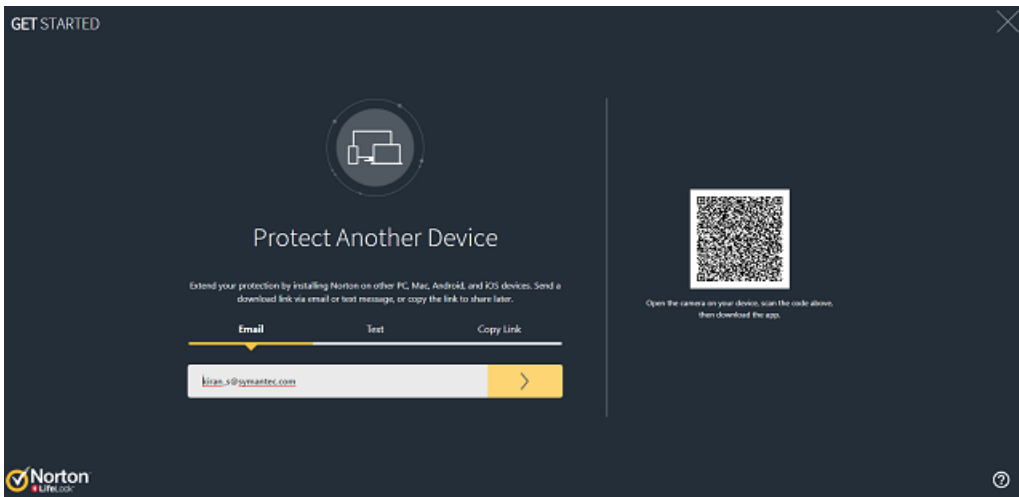 GET STARTED
Protect Another Device
Extend your protection by installing Norton on other PC, Mac, Android, and iOS devices. Send a
download link via email or text message, or copy the link to share later.
Email Text Copy Link
kiran_s@symantec.com
Open the camera on your device, scan the code above,
then download the app.
Norton
LifeLock